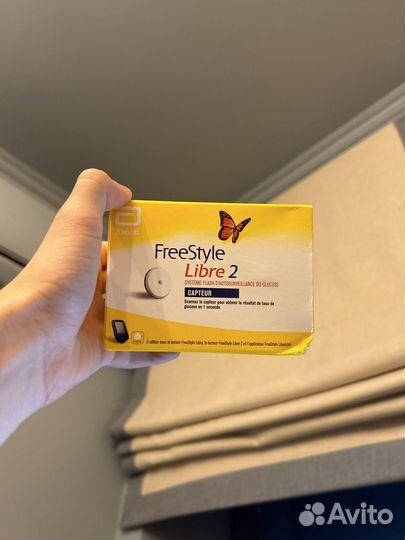 Abbott
FreeStyle
Libre 2
SYSTÈME FLASH D'AUTOSURVEILLANCE DU GLUCOSE
CAPTEUR
Scannez le capteur pour obtenir le résultat de taux de
glucose en 1 seconde.
À utiliser avec le lecteur FreeStyle Libre, le lecteur FreeStyle Libre 2 et l'application FreeStyle LibreLink
Avito